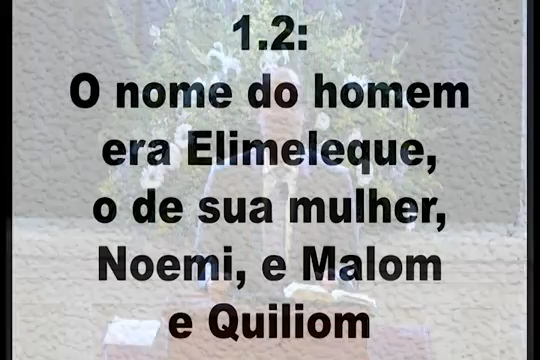 1.2:
O nome do homem
era Elimeleque,
o de sua mulher,
Noemi, e Malom
e Quiliom